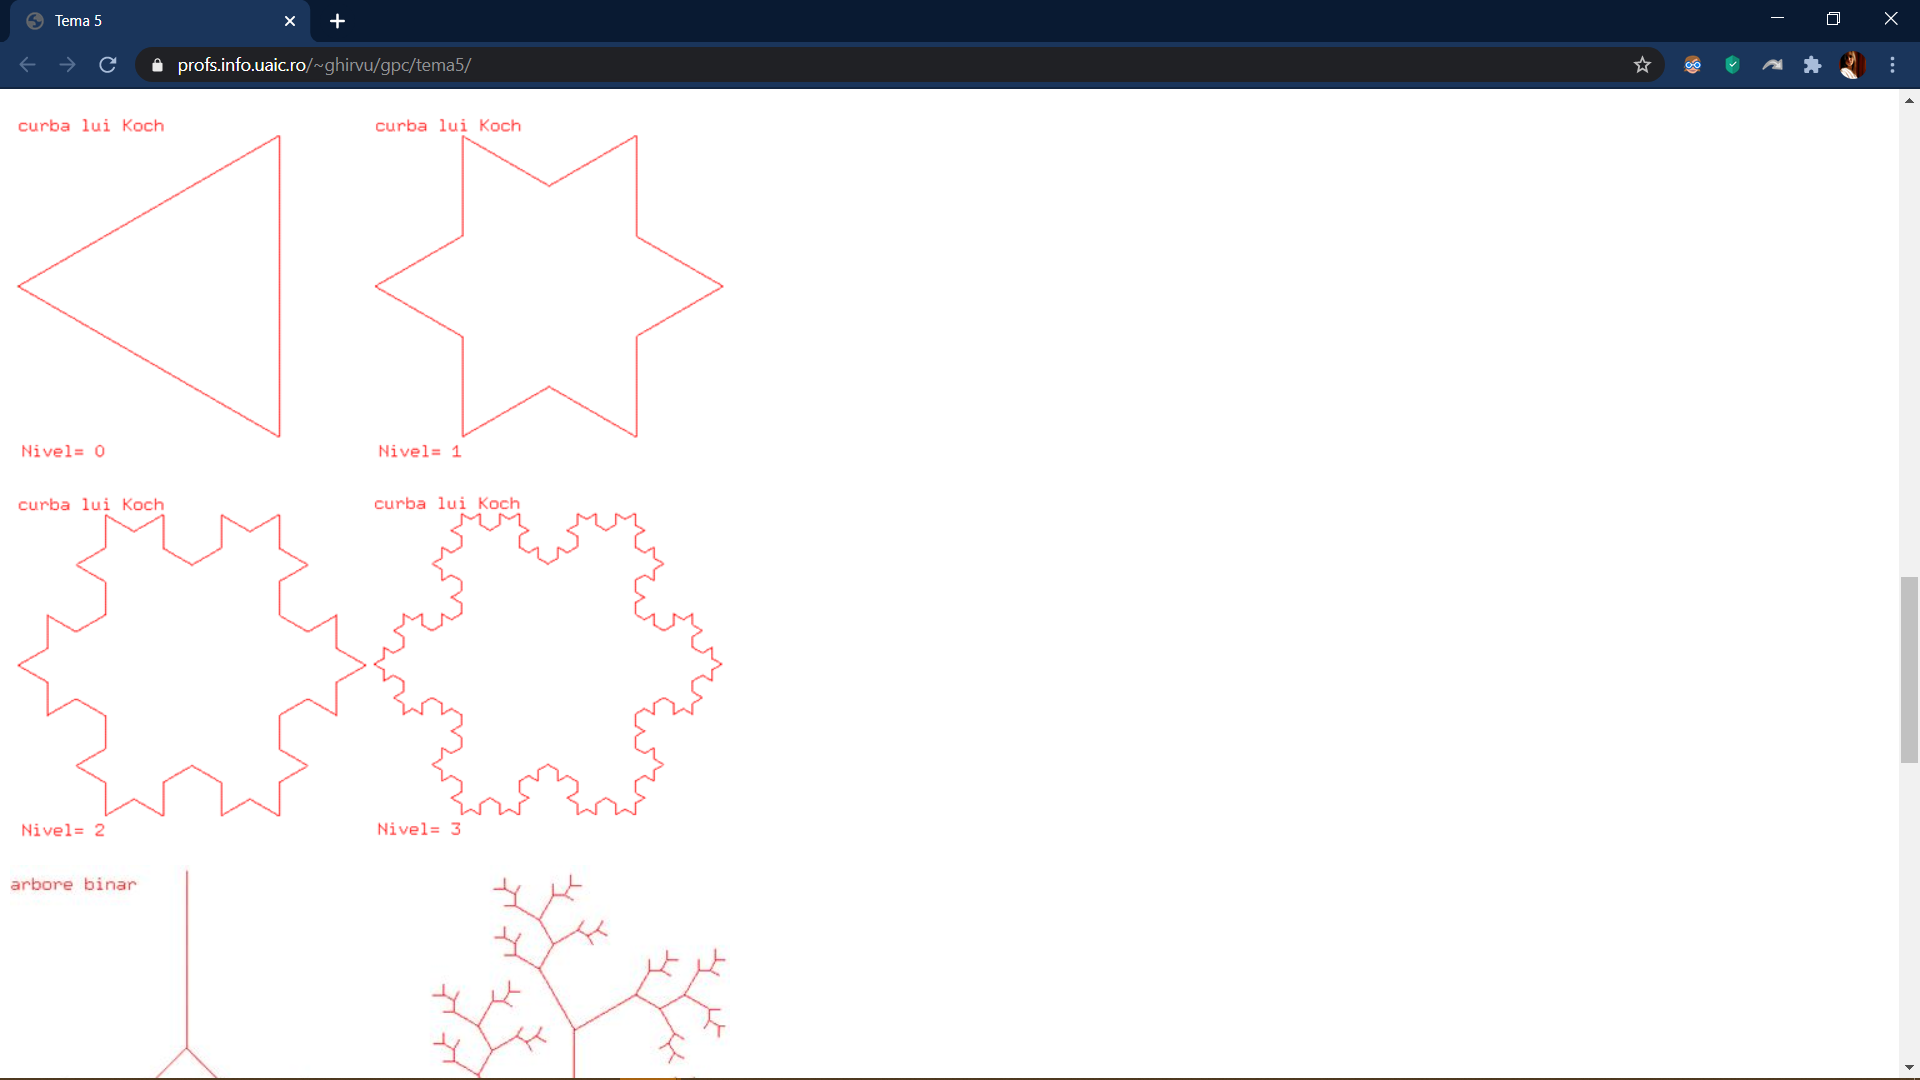 Tema 5
profs.info.uaic.ro/~ghirvu/gpc/tema5/
curba lui Koch
curba lui Koch
Nivel= 0
Nivel= 1
curba lui Koch
curba lui Koch
Nivel= 2
Nivel= 3
arbore binar